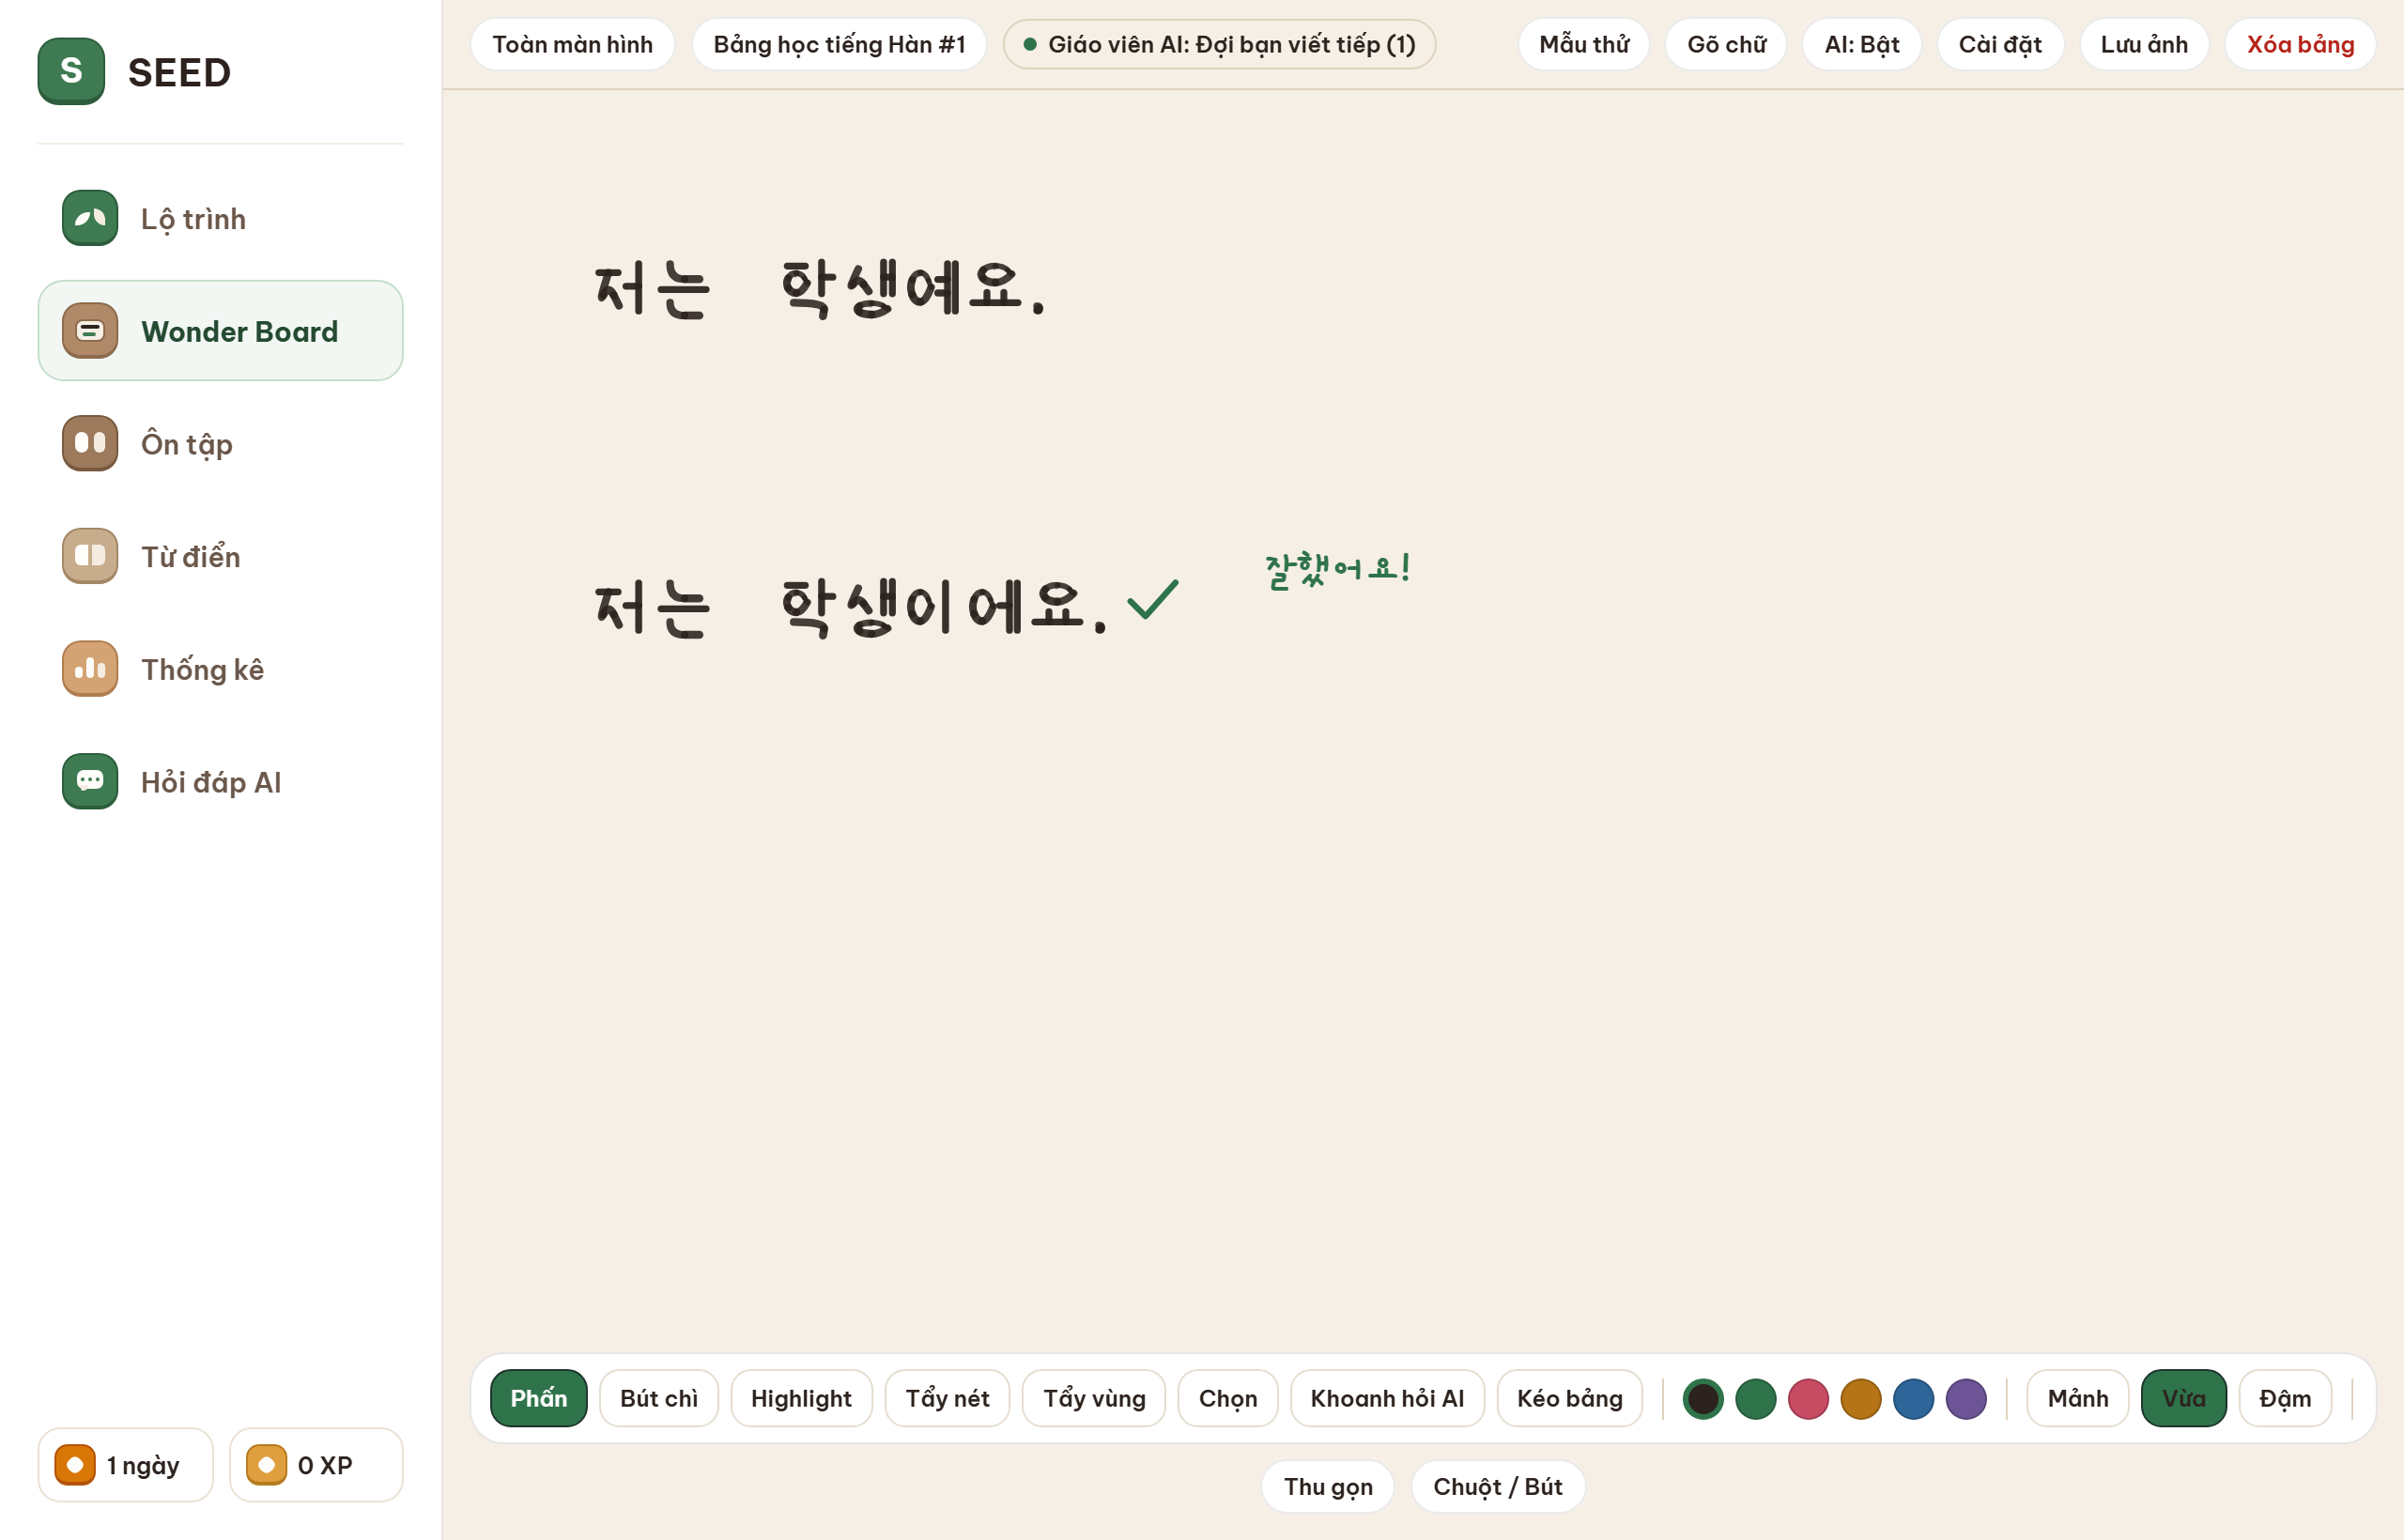 S SEED
Lộ trình
Wonder Board
Ôn tập
Từ điển
Thống kê
Hỏi đáp AI
1 ngày
0 XP
Toàn màn hình
Bảng học tiếng Hàn #1
Giáo viên AI: Đợi bạn viết tiếp (1)
Mẫu thử
Gõ chữ
AI: Bật
Cài đặt
Lưu ảnh
Xóa bảng
저는 학생예요.
잘했어요!
저는 학생이에요.
Phấn
Bút chì
Highlight
Tẩy nét
Tẩy vùng
Chọn
Khoanh hỏi AI
Kéo bảng
Mảnh
Vừa
Đậm
Thu gọn
Chuột / Bút